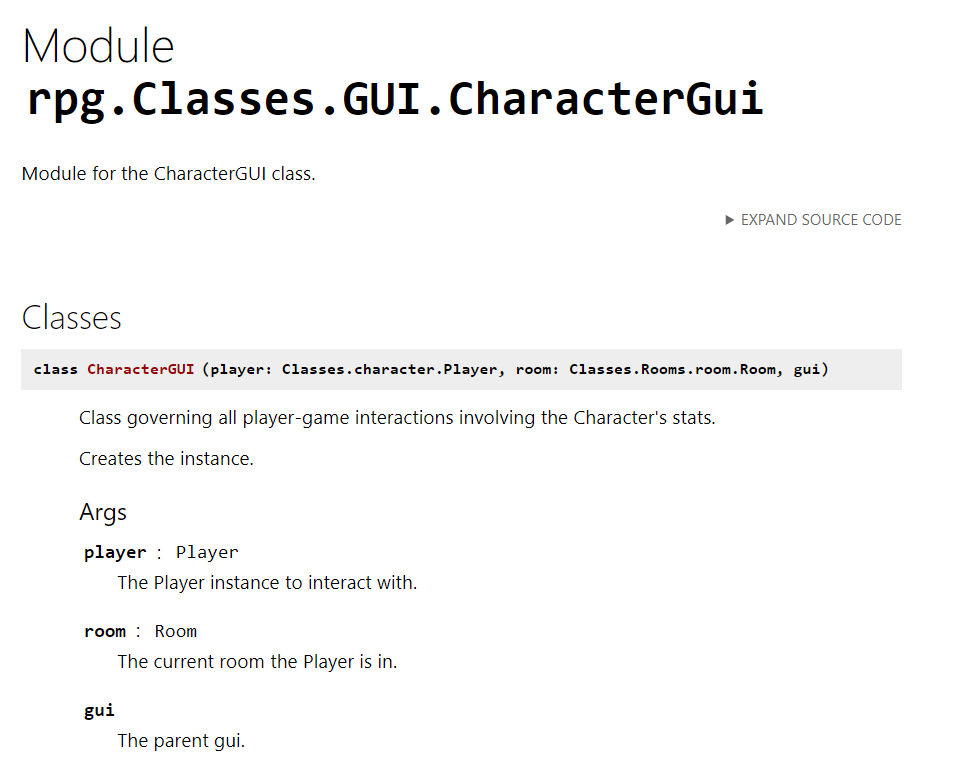 Module
rpg.Classes.GUI.CharacterGui
Module for the CharacterGUI class.
▶ EXPAND SOURCE CODE
Classes
class CharacterGUI (player: Classes.character.Player, room: Classes.Rooms.room.Room, gui)
Class governing all player-game interactions involving the Character's stats.
Creates the instance.
Args
player : Player
The Player instance to interact with.
room : Room
The current room the Player is in.
gui
The parent gui.